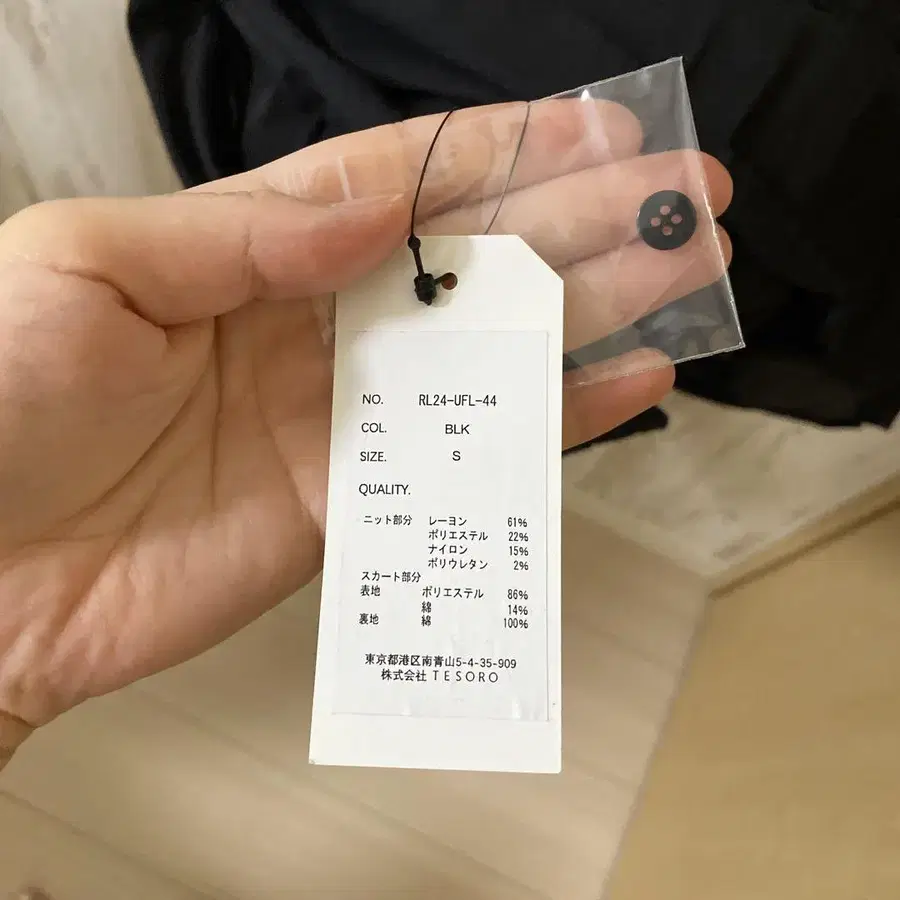 NO. RL24-UFL-44
COL. BLK
SIZE. S
QUALITY.
ニット部分 レーヨン 61%
ポリエステル 22%
ナイロン 15%
ポリウレタン 2%
スカート部分
表地 ポリエステル 86%
綿 14%
裏地 綿 100%
東京都港区南青山5-4-35-909
株式会社 TESORO